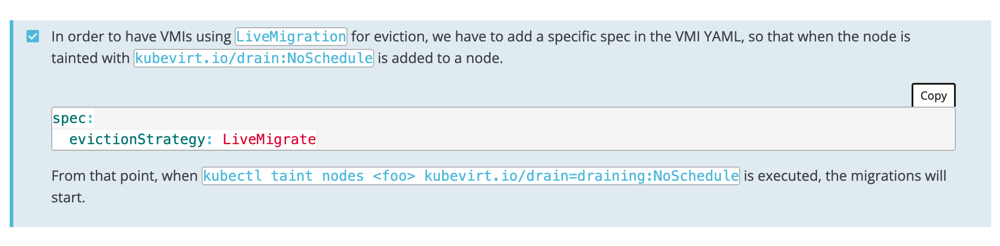 In order to have VMIs using LiveMigration for eviction, we have to add a specific spec in the VMI YAML, so that when the node is
tainted with kubevirt.io/drain:NoSchedule is added to a node.
Copy
spec:
  evictionStrategy: LiveMigrate
From that point, when kubectl taint nodes <foo> kubevirt.io/drain=draining:NoSchedule is executed, the migrations will
start.